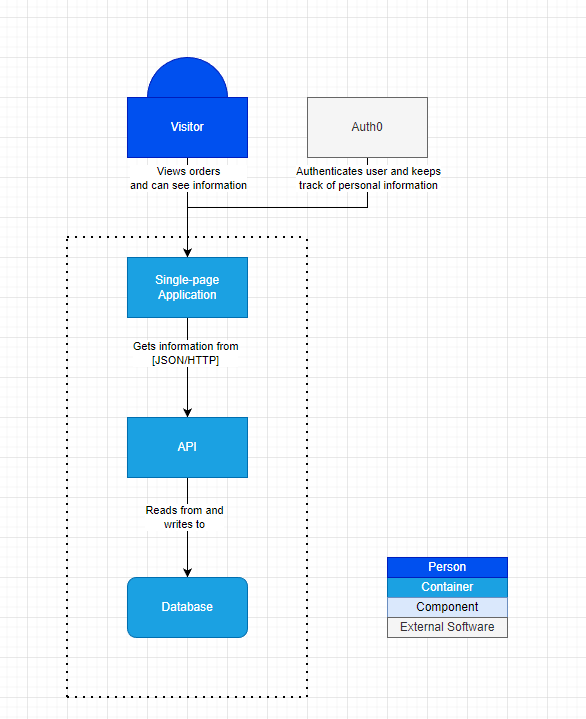 Visitor
Auth0
Views orders
and can see information
Authenticates user and keeps
track of personal information
Single-page
Application
Gets information from
[JSON/HTTP]
API
Reads from and
writes to
Database
Person
Container
Component
External Software